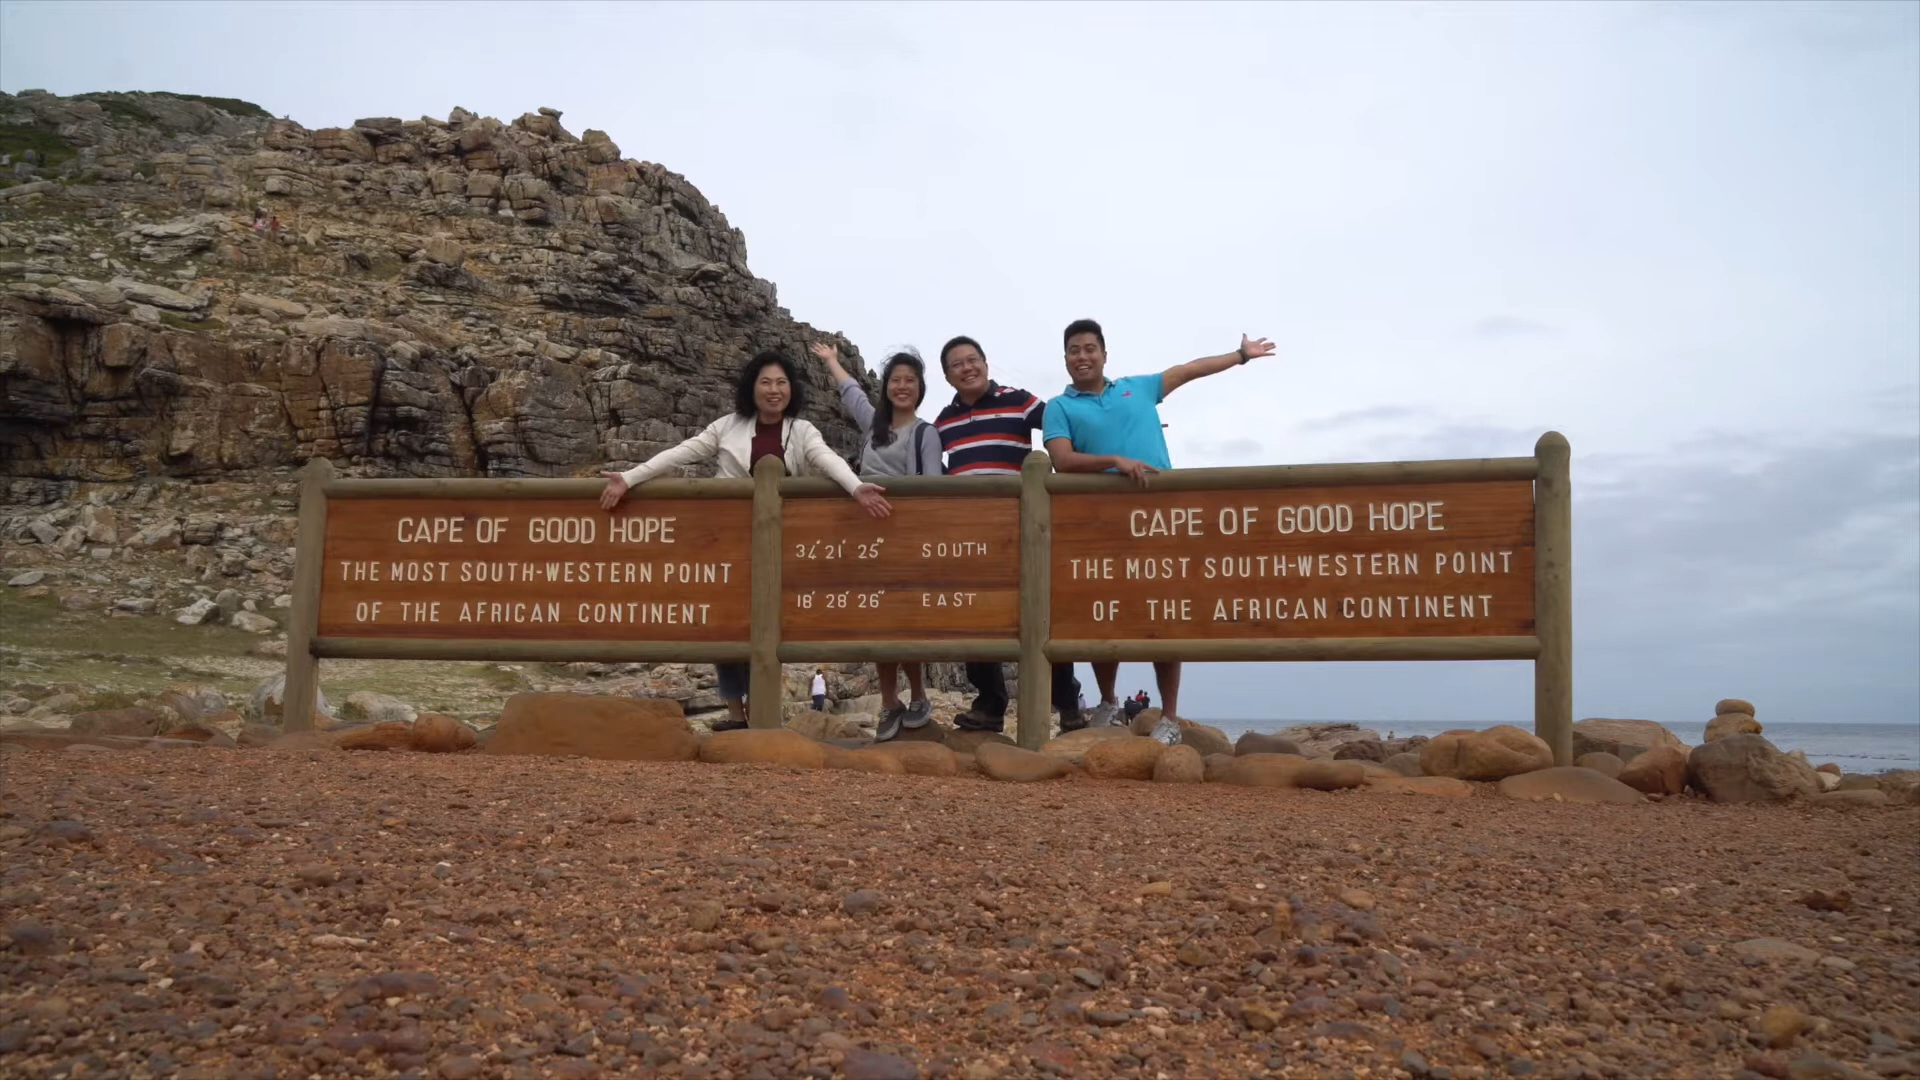 CAPE OF GOOD HOPE
THE MOST SOUTH-WESTERN POINT
OF THE AFRICAN CONTINENT
34° 21' 25" SOUTH
18° 28' 26" EAST
CAPE OF GOOD HOPE
THE MOST SOUTH-WESTERN POINT
OF THE AFRICAN CONTINENT